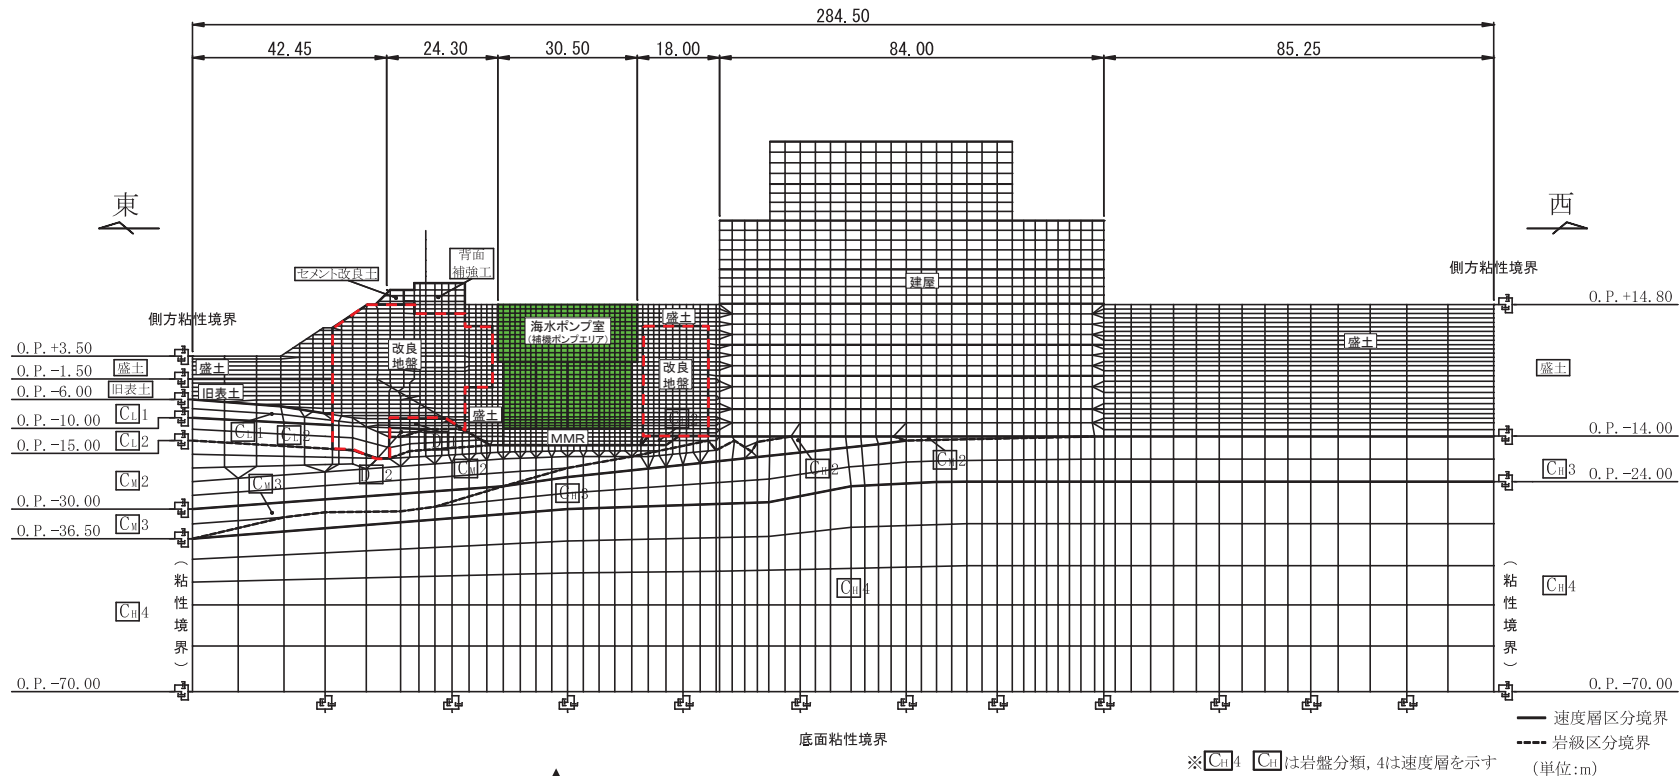 284.50
42.45 24.30 30.50 18.00 84.00 85.25
東
西
セメント改良土
背面
補強工
建屋
側方粘性境界
側方粘性境界
海水ポンプ室
(補機ポンプエリア)
盛土
改良
地盤
改良
地盤
盛土
盛土
旧表土
盛土
MMR
O.P.+3.50
盛土
O.P.-1.50
旧表土
O.P.-6.00
CL1
O.P.-10.00
CL2
O.P.-15.00
CM2
O.P.-30.00
CM3
O.P.-36.50
CH4
O.P.-70.00
O.P.+14.80
盛土
O.P.-14.00
CH3
O.P.-24.00
CH4
O.P.-70.00
CL1
CL2
CM3
CM2
CH3
CH2
CM2
CH4
(粘性境界)
(粘性境界)
底面粘性境界
速度層区分境界
岩級区分境界
(単位:m)
※CH4 CHは岩盤分類, 4は速度層を示す